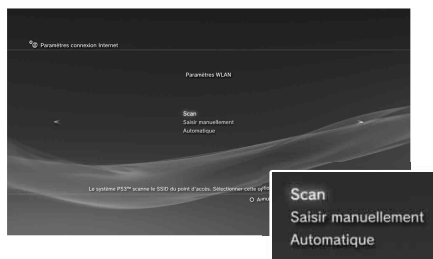 Paramètres connexion Internet
Paramètres WLAN
Scan
Saisir manuellement
Automatique
Le système PS3™ scanne le SSID du point d'accès. Sélectionner cette
Scan
Saisir manuellement
Automatique